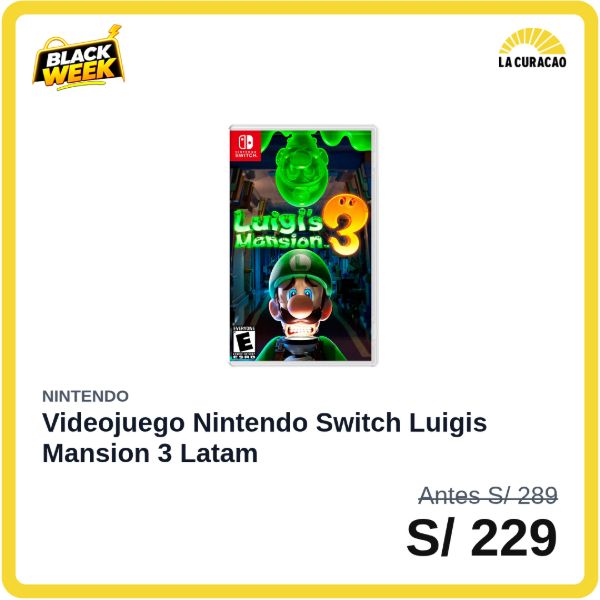 BLACK
WEEK
LA CURACAO
NINTENDO
SWITCH
Luigi's
Mansion
3
L
EVERYONE
E
ESRB
NINTENDO
Videojuego Nintendo Switch Luigis
Mansion 3 Latam
Antes S/ 289
S/ 229